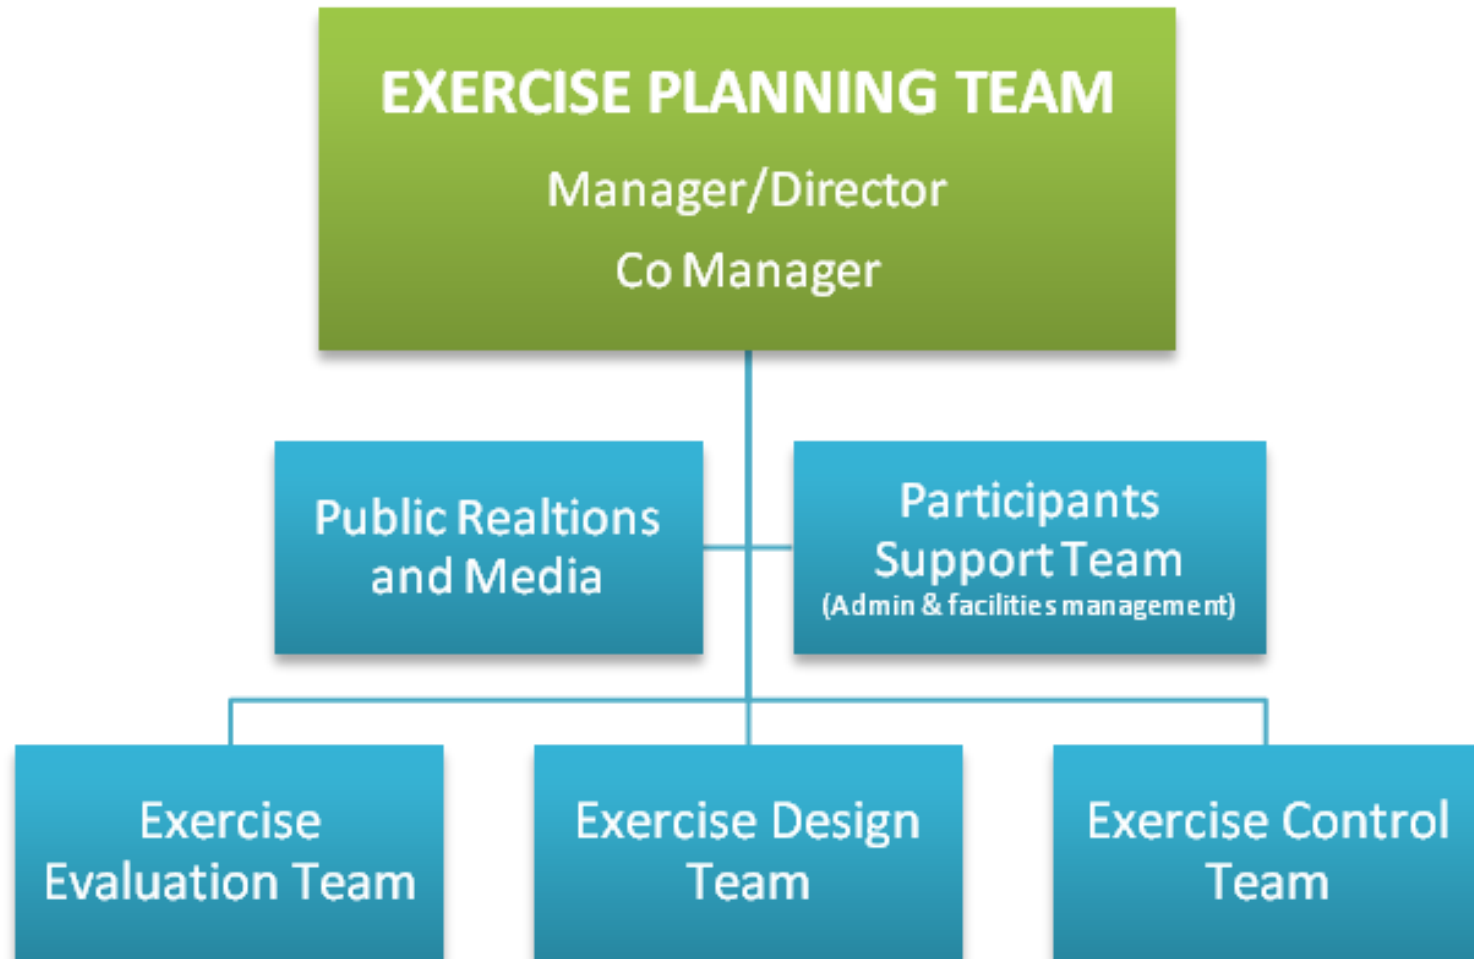 EXERCISE PLANNING TEAM
Manager/Director
Co Manager
Public Realtions
and Media
Participants
Support Team
(Admin & facilities management)
Exercise
Evaluation Team
Exercise Design
Team
Exercise Control
Team